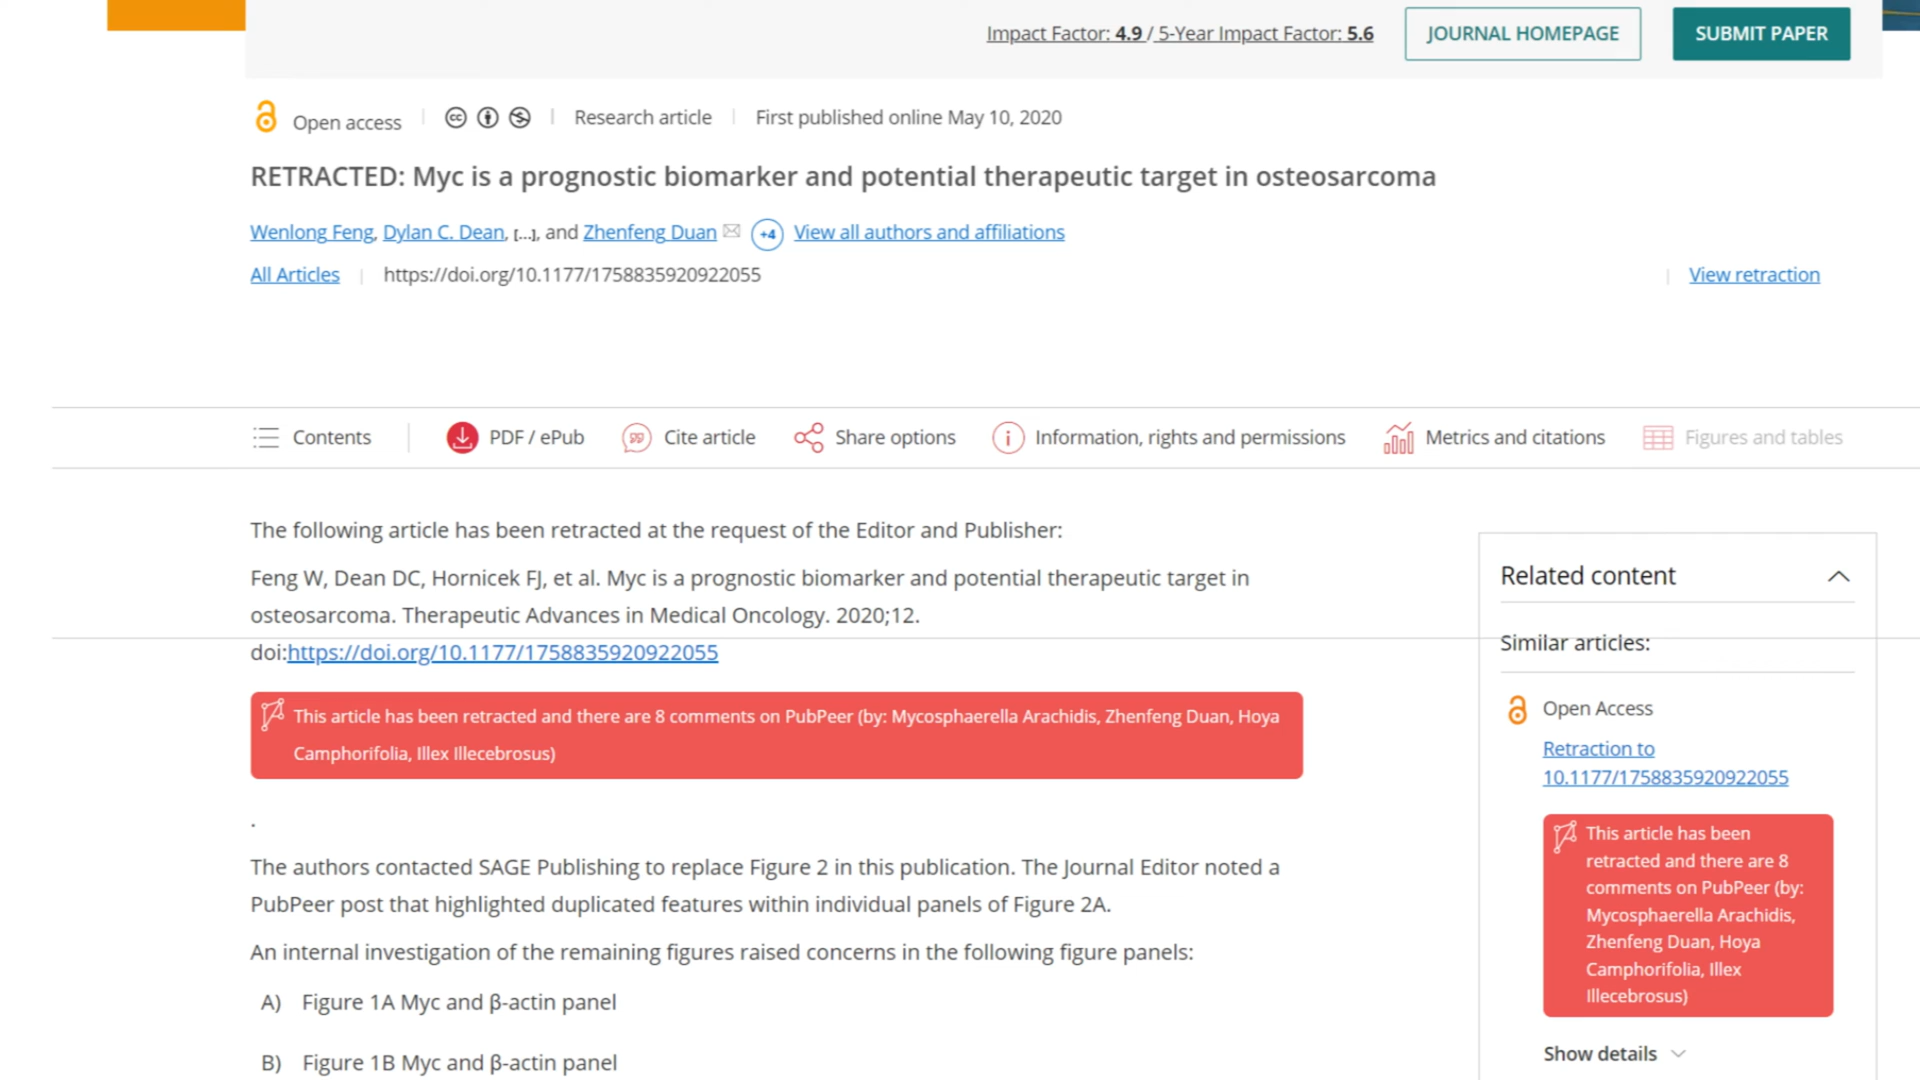 Impact Factor: 4.9 / 5-Year Impact Factor: 5.6
JOURNAL HOMEPAGE
SUBMIT PAPER
Open access
Research article
First published online May 10, 2020
RETRACTED: Myc is a prognostic biomarker and potential therapeutic target in osteosarcoma
Wenlong Feng, Dylan C. Dean, [...], and Zhenfeng Duan +4 View all authors and affiliations
All Articles
https://doi.org/10.1177/1758835920922055
View retraction
Contents
PDF / ePub
Cite article
Share options
Information, rights and permissions
Metrics and citations
Figures and tables
The following article has been retracted at the request of the Editor and Publisher:
Feng W, Dean DC, Hornicek FJ, et al. Myc is a prognostic biomarker and potential therapeutic target in
osteosarcoma. Therapeutic Advances in Medical Oncology. 2020;12.
doi:https://doi.org/10.1177/1758835920922055
This article has been retracted and there are 8 comments on PubPeer (by: Mycosphaerella Arachidis, Zhenfeng Duan, Hoya
Camphorifolia, Illex Illecebrosus)
.
The authors contacted SAGE Publishing to replace Figure 2 in this publication. The Journal Editor noted a
PubPeer post that highlighted duplicated features within individual panels of Figure 2A.
An internal investigation of the remaining figures raised concerns in the following figure panels:
A) Figure 1A Myc and β-actin panel
B) Figure 1B Myc and β-actin panel
Related content
Similar articles:
Open Access
Retraction to
10.1177/1758835920922055
This article has been
retracted and there are 8
comments on PubPeer (by:
Mycosphaerella Arachidis,
Zhenfeng Duan, Hoya
Camphorifolia, Illex
Illecebrosus)
Show details